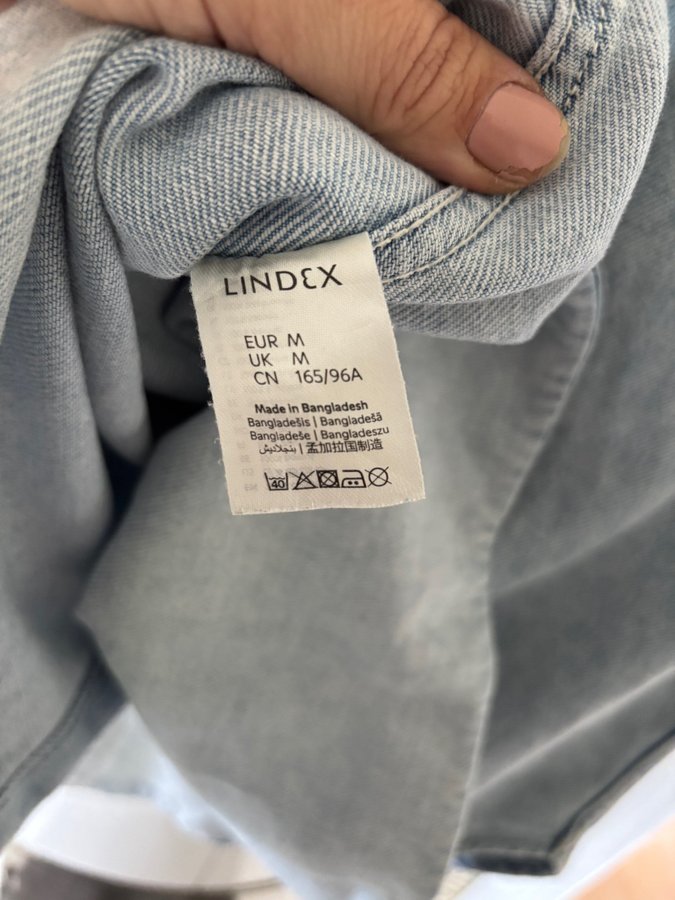 LINDEX
EUR M
UK M
CN 165/96A
Made in Bangladesh
Bangladešis | Bangladešā
Bangladeše | Bangladeszu
بنجلاديش | 孟加拉国制造
40